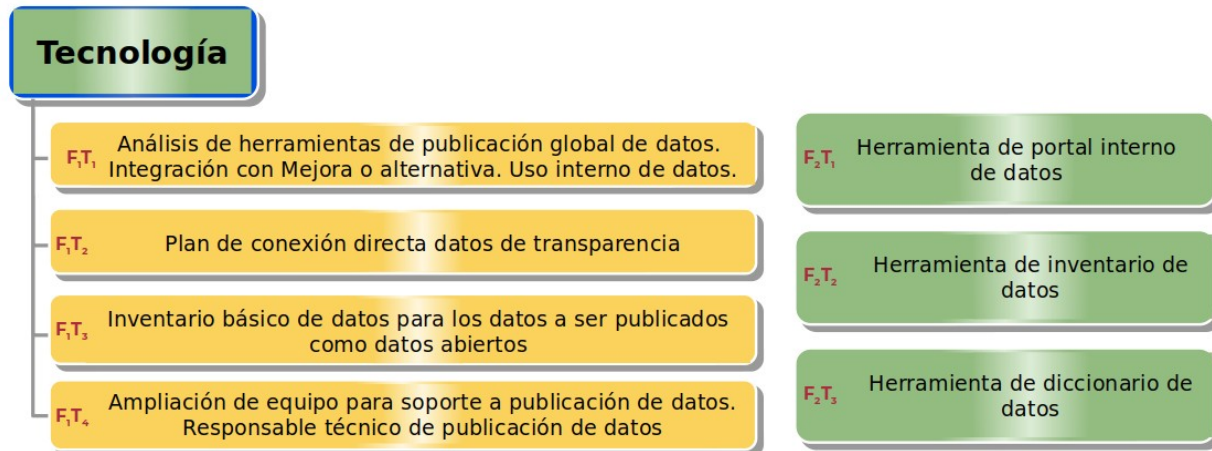 Tecnología
F₁T₁ Análisis de herramientas de publicación global de datos.
Integración con Mejora o alternativa. Uso interno de datos.
F₁T₂ Plan de conexión directa datos de transparencia
F₁T₃ Inventario básico de datos para los datos a ser publicados
como datos abiertos
F₁T₄ Ampliación de equipo para soporte a publicación de datos.
Responsable técnico de publicación de datos
F₂T₁ Herramienta de portal interno
de datos
F₂T₂ Herramienta de inventario de
datos
F₂T₃ Herramienta de diccionario de
datos